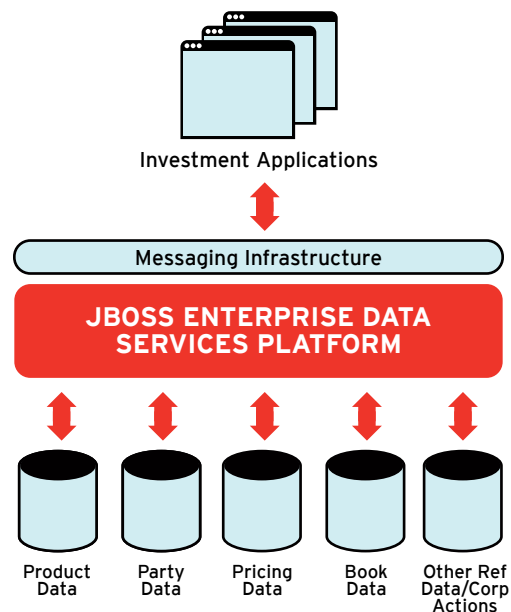 Investment Applications
Messaging Infrastructure
JBOSS ENTERPRISE DATA
SERVICES PLATFORM
Product
Data
Party
Data
Pricing
Data
Book
Data
Other Ref
Data/Corp
Actions